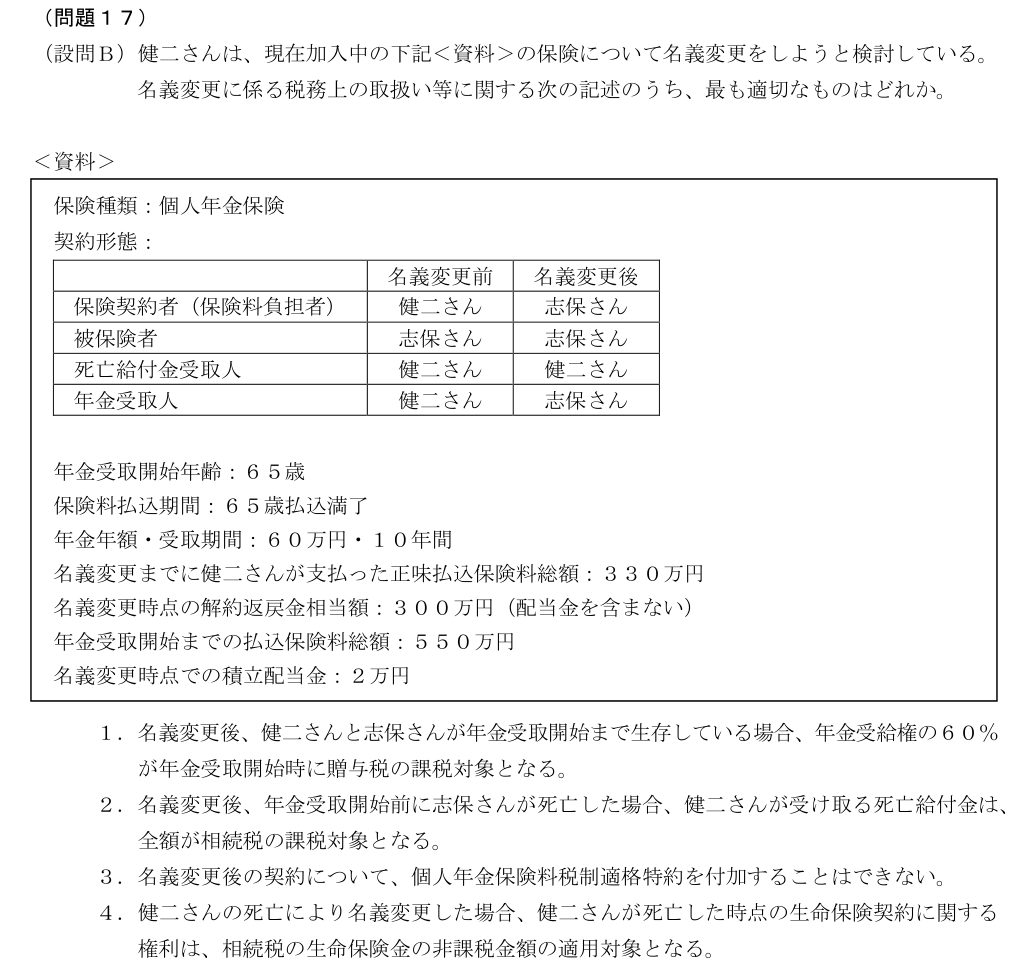 （問題１７）
（設問Ｂ）健二さんは、現在加入中の下記＜資料＞の保険について名義変更をしようと検討している。
名義変更に係る税務上の取扱い等に関する次の記述のうち、最も適切なものはどれか。
＜資料＞
保険種類：個人年金保険
契約形態：
名義変更前 名義変更後
保険契約者（保険料負担者） 健二さん 志保さん
被保険者 志保さん 志保さん
死亡給付金受取人 健二さん 健二さん
年金受取人 健二さん 志保さん
年金受取開始年齢：６５歳
保険料払込期間：６５歳払込満了
年金年額・受取期間：６０万円・１０年間
名義変更までに健二さんが支払った正味払込保険料総額：３３０万円
名義変更時点の解約返戻金相当額：３００万円（配当金を含まない）
年金受取開始までの払込保険料総額：５５０万円
名義変更時点での積立配当金：２万円
１．名義変更後、健二さんと志保さんが年金受取開始まで生存している場合、年金受給権の６０％
が年金受取開始時に贈与税の課税対象となる。
２．名義変更後、年金受取開始前に志保さんが死亡した場合、健二さんが受け取る死亡給付金は、
全額が相続税の課税対象となる。
３．名義変更後の契約について、個人年金保険料税制適格特約を付加することはできない。
４．健二さんの死亡により名義変更した場合、健二さんが死亡した時点の生命保険契約に関する
権利は、相続税の生命保険金の非課税金額の適用対象となる。